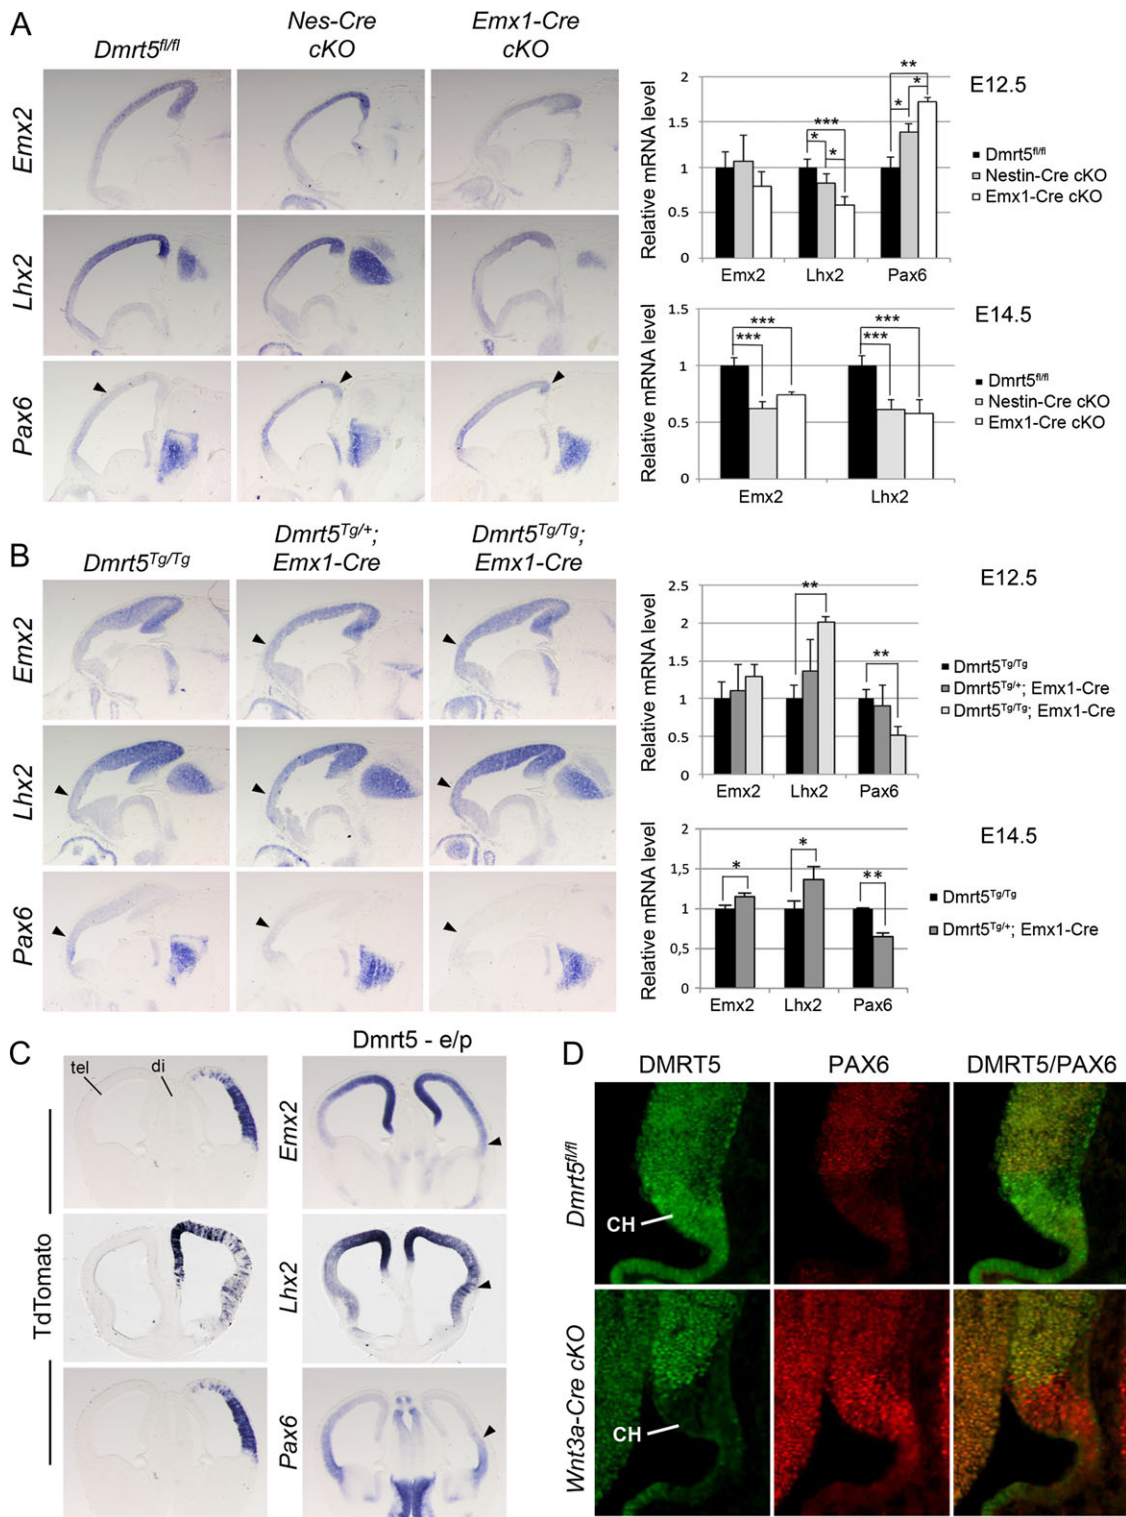 A
Dmrt5fl/fl
Nes-Cre
cKO
Emx1-Cre
cKO
Emx2
Lhx2
Pax6
Relative mRNA level
2
1.5
1
0.5
0
** 
* *
***
*
*
Emx2 Lhx2 Pax6
E12.5
Dmrt5fl/fl
Nestin-Cre cKO
Emx1-Cre cKO
Relative mRNA level
1.5
1
0.5
0
***
***
***
***
Emx2 Lhx2
E14.5
Dmrt5fl/fl
Nestin-Cre cKO
Emx1-Cre cKO
B
Dmrt5Tg/Tg
Dmrt5Tg/+;
Emx1-Cre
Dmrt5Tg/Tg;
Emx1-Cre
Emx2
Lhx2
Pax6
Relative mRNA level
2.5
2
1.5
1
0.5
0
**
**
Emx2 Lhx2 Pax6
E12.5
Dmrt5Tg/Tg
Dmrt5Tg/+; Emx1-Cre
Dmrt5Tg/Tg; Emx1-Cre
Relative mRNA level
2
1,5
1
0,5
0
*
*
**
Emx2 Lhx2 Pax6
E14.5
Dmrt5Tg/Tg
Dmrt5Tg/+; Emx1-Cre
C
Dmrt5 - e/p
tel
di
TdTomato
Emx2
Lhx2
Pax6
D
DMRT5 PAX6 DMRT5/PAX6
Dmrt5fl/fl
CH
Wnt3a-Cre cKO
CH